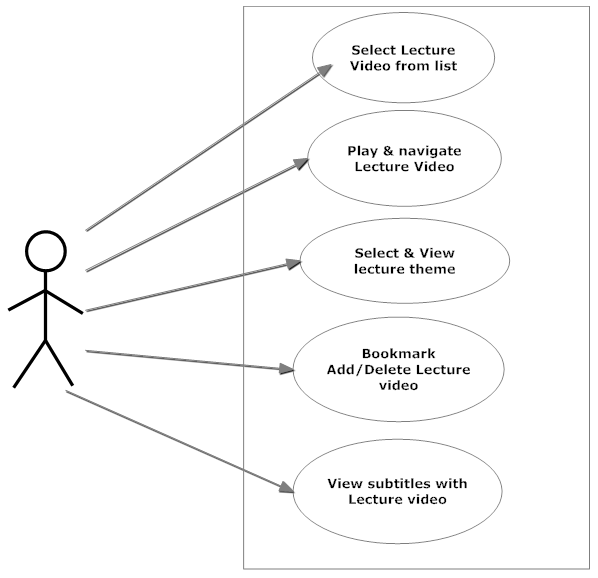 Select Lecture
Video from list
Play & navigate
Lecture Video
Select & View
lecture theme
Bookmark
Add/Delete Lecture
video
View subtitles with
Lecture video